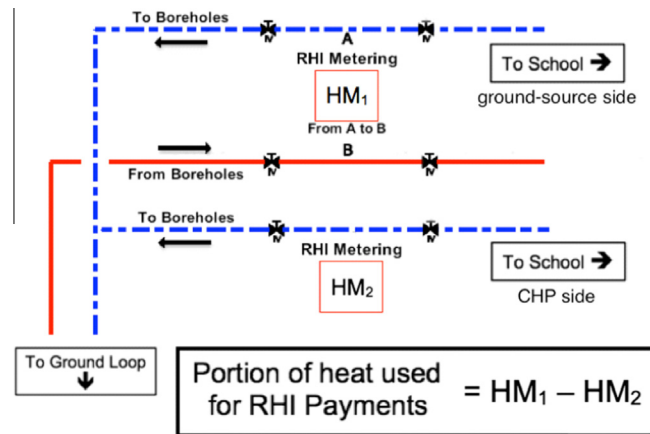 To Boreholes
A
RHI Metering
HM₁
From A to B
B
To School
ground-source side
From Boreholes
To Boreholes
RHI Metering
HM₂
To School
CHP side
To Ground Loop
Portion of heat used
for RHI Payments
= HM₁ – HM₂